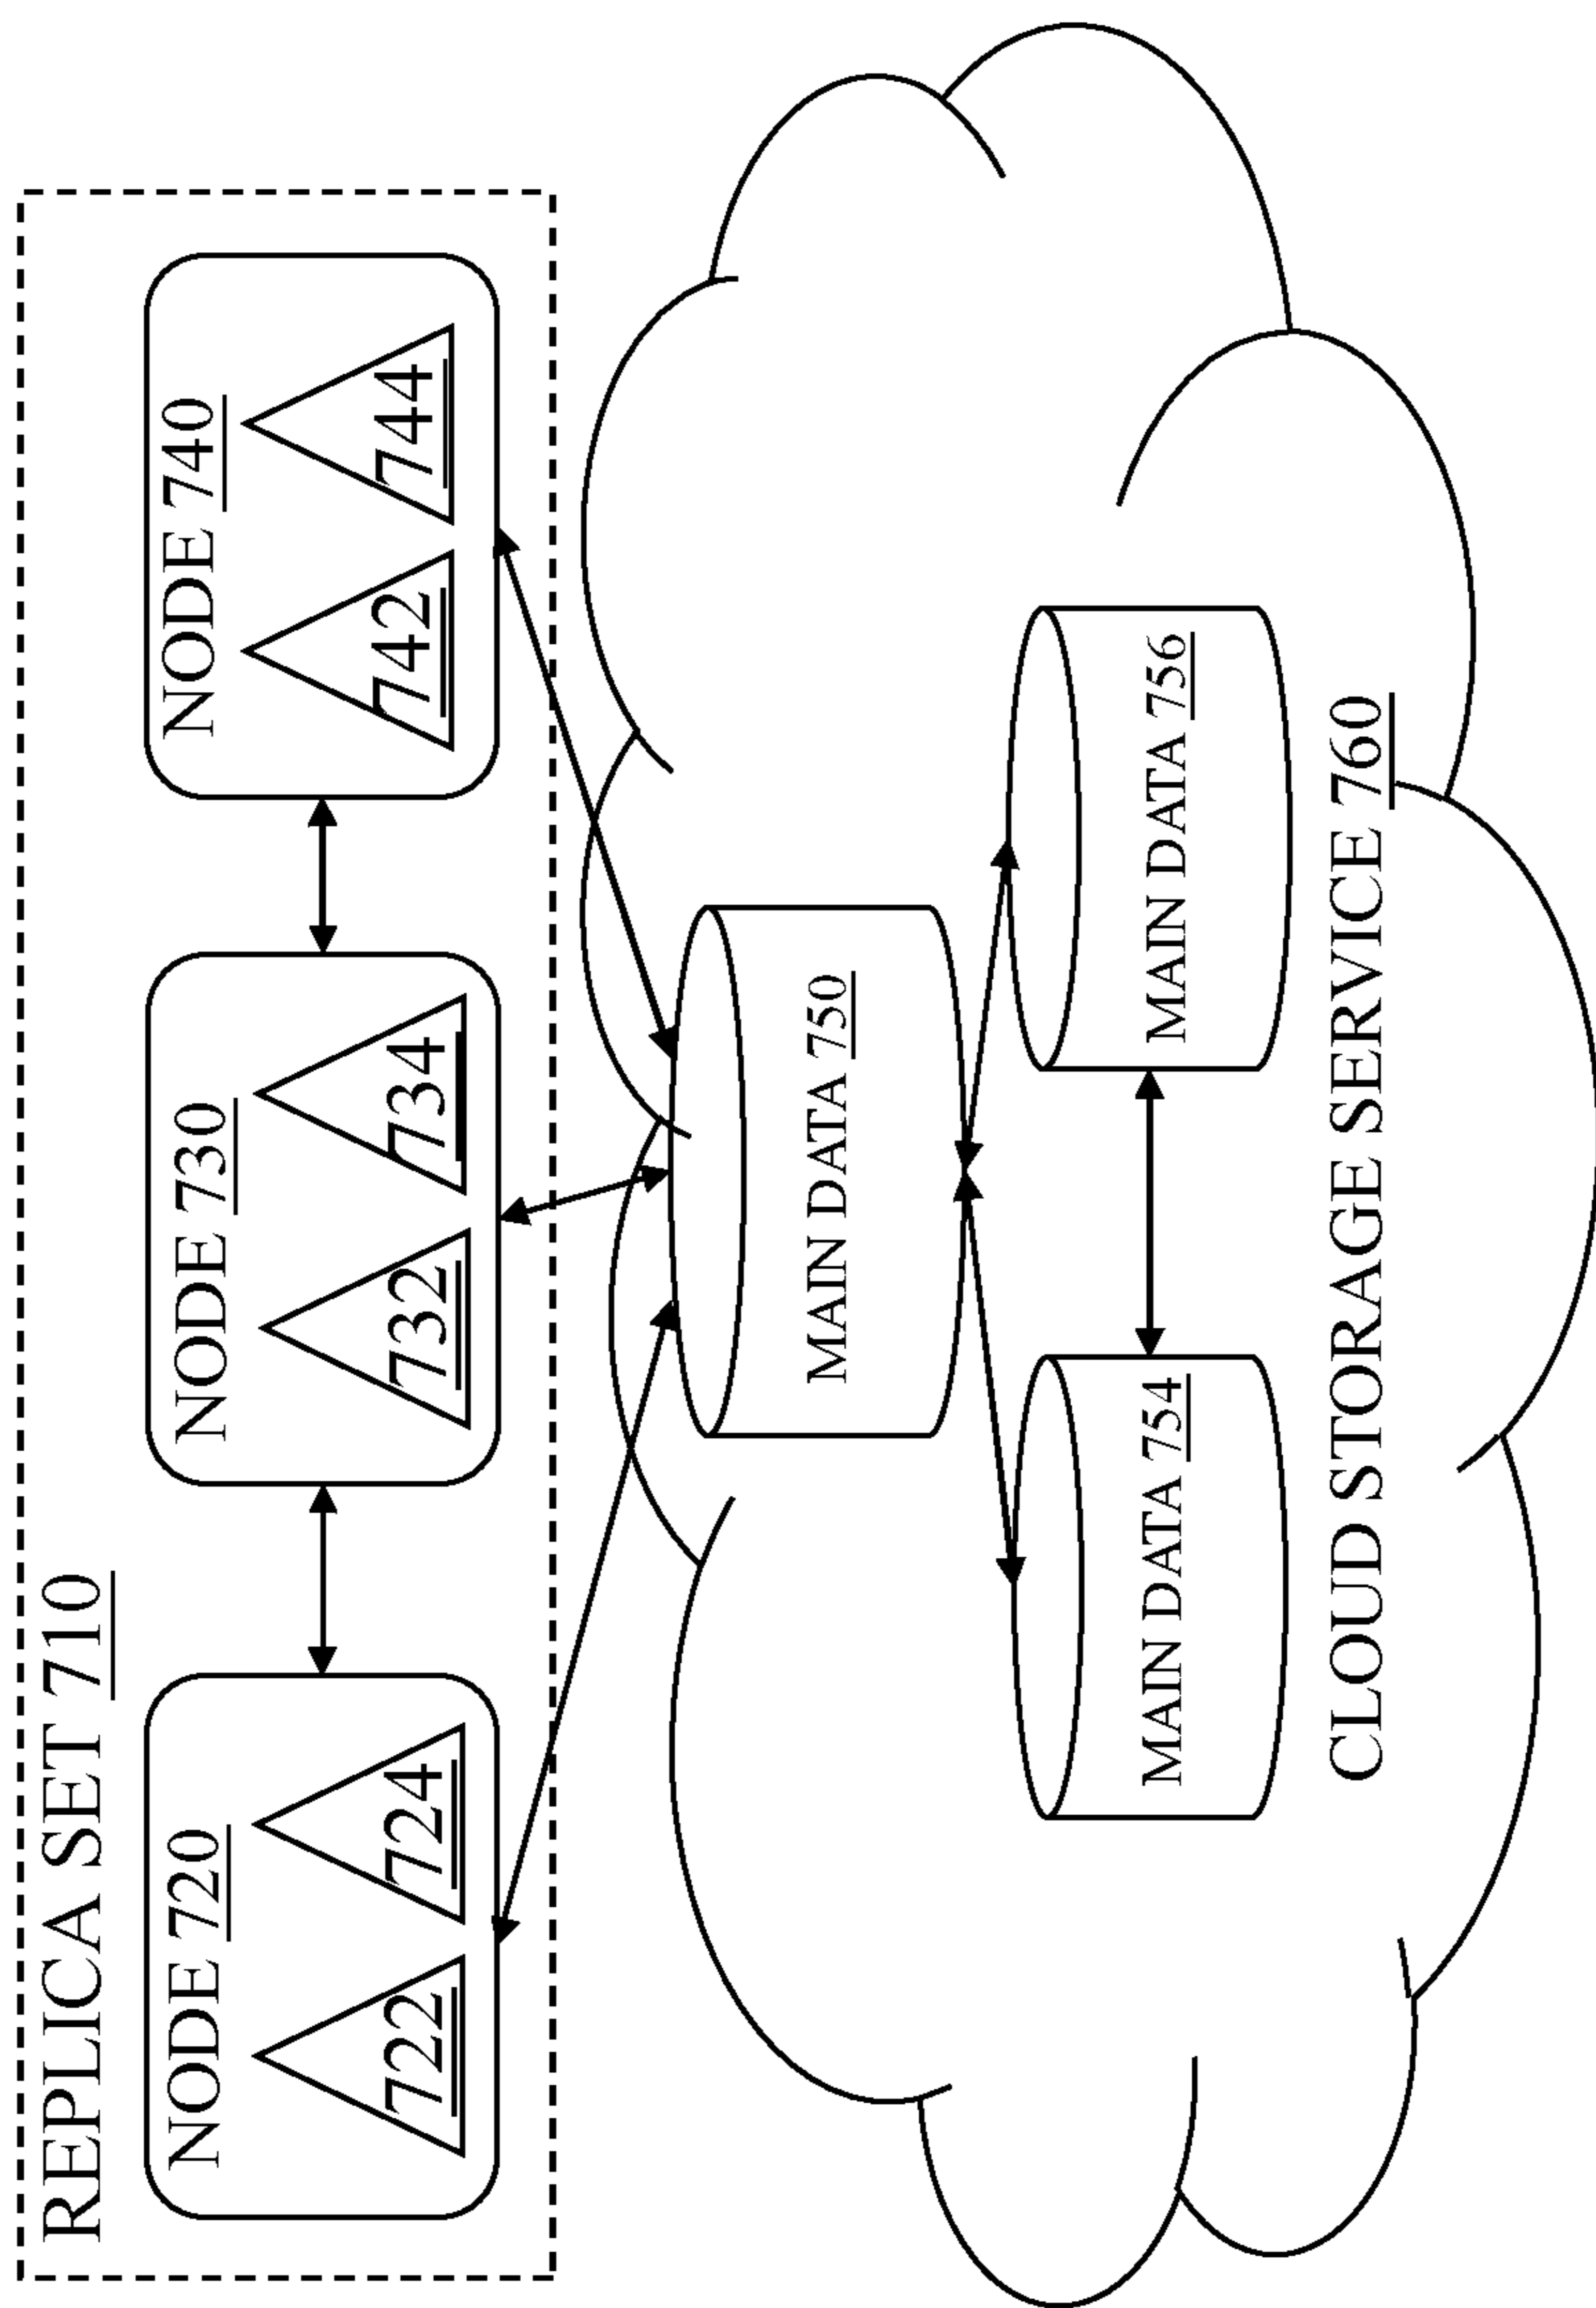 REPLICA SET 710
NODE 720
722
724
NODE 730
732
734
NODE 740
742
744
MAIN DATA 750
MAIN DATA 754
MAIN DATA 756
CLOUD STORAGE SERVICE 760